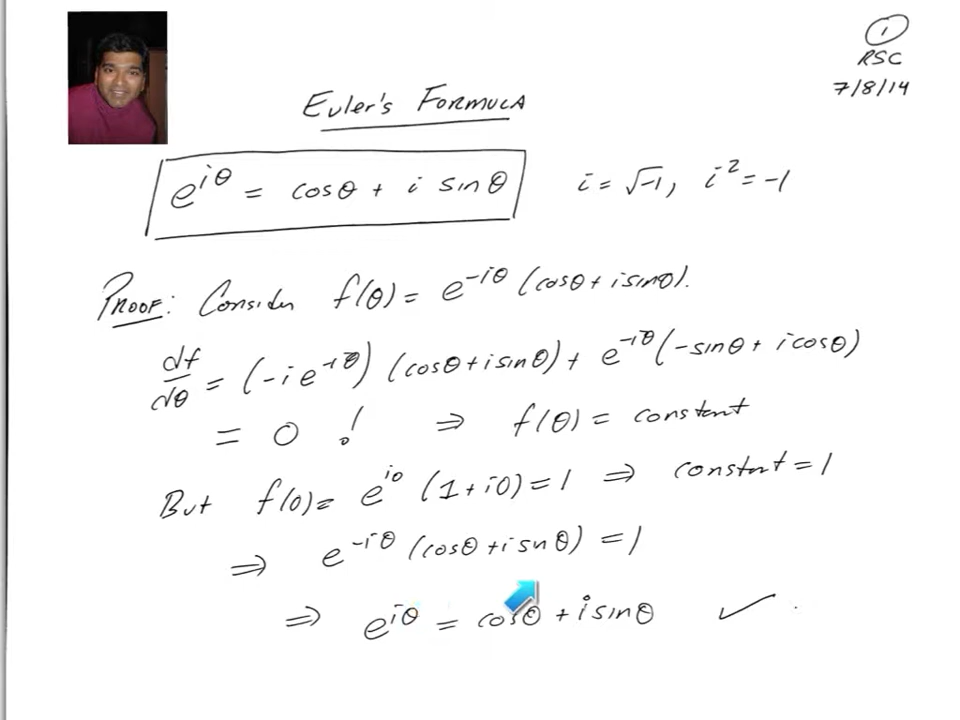 1
RSC
7/8/14
Euler's FORMULA
e^{iθ} = cosθ + i sinθ    i = √-1, i² = -1
PROOF: Consider f(θ) = e^{-iθ} (cosθ + i sinθ).
df/dθ = (-i e^{-iθ}) (cosθ + i sinθ) + e^{-iθ} (-sinθ + i cosθ)
= 0 ! ⇒ f(θ) = constant
But f(0) = e^{i0} (1 + i0) = 1 ⇒ constant = 1
⇒ e^{-iθ} (cosθ + i sinθ) = 1
⇒ e^{iθ} = cosθ + i sinθ ✓